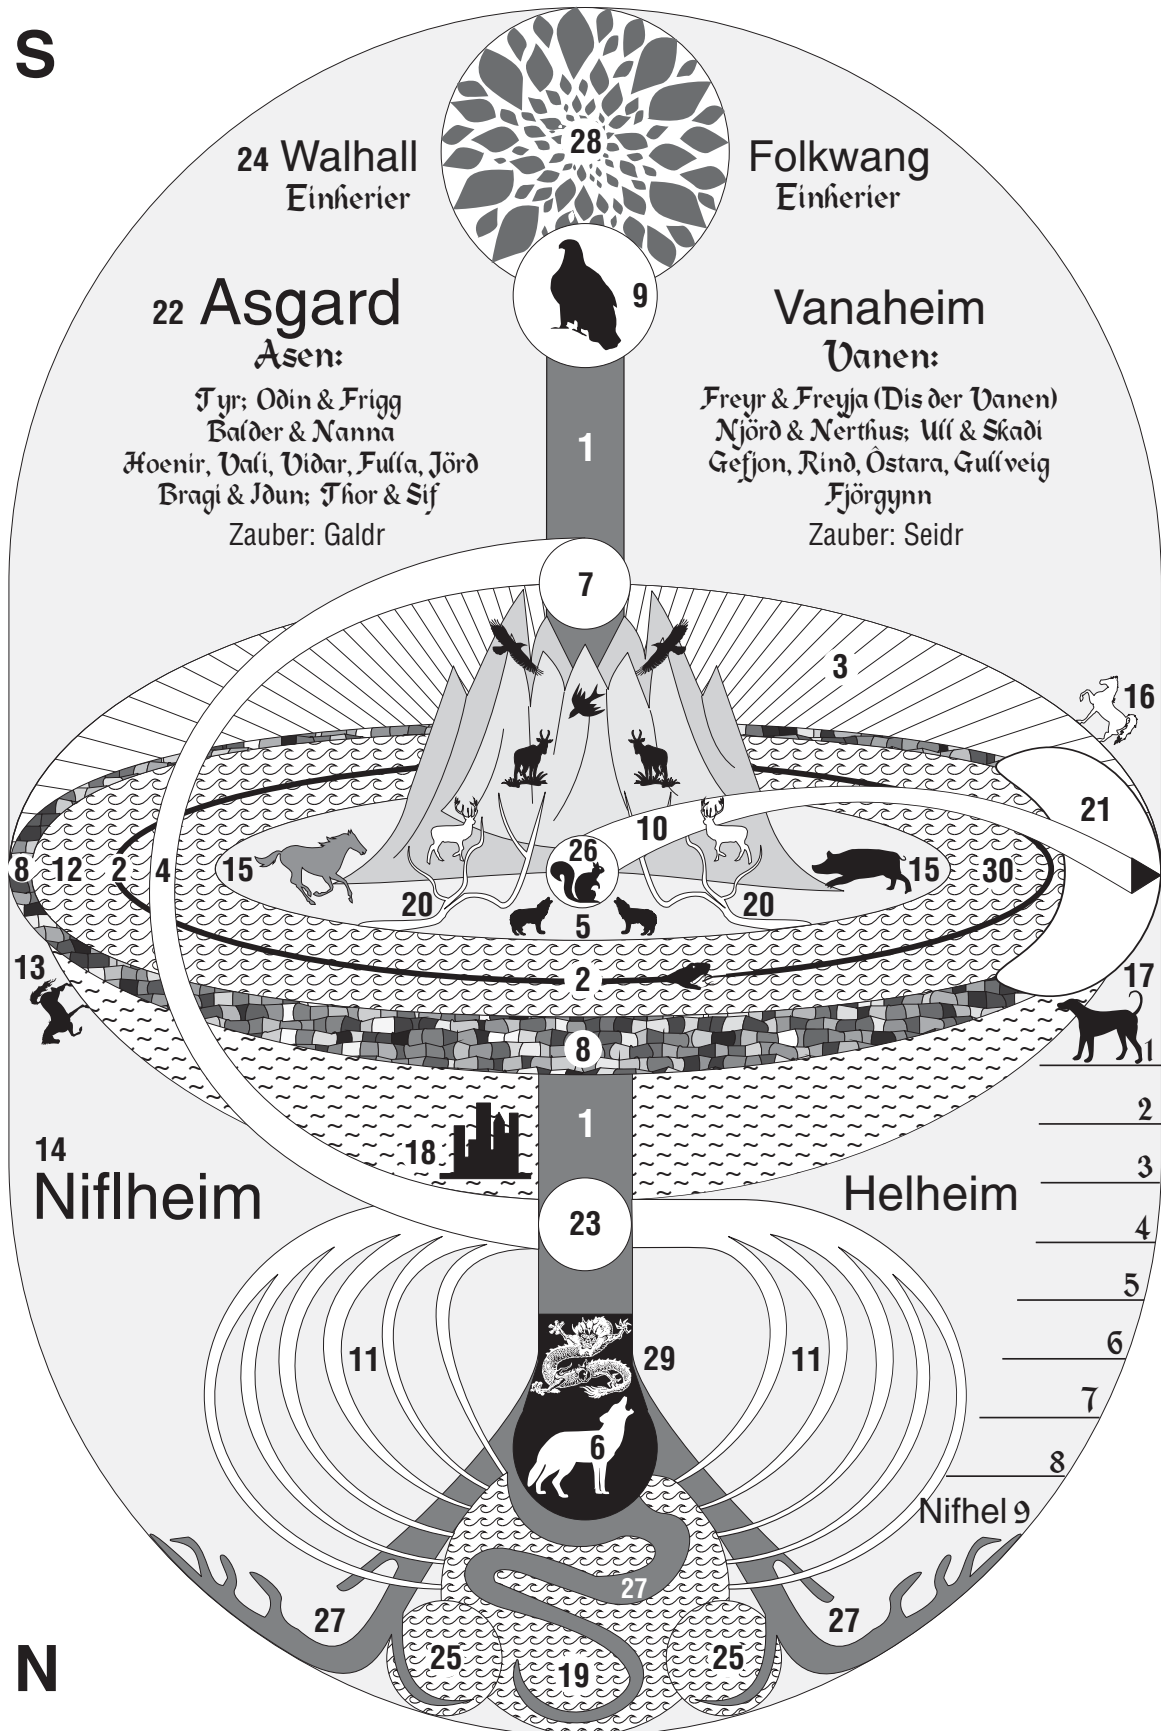 S
28
24 Walhall
Einherier
Folkwang
Einherier
9
22 Asgard
Asen:
Tyr; Odin & Frigg
Balder & Nanna
Hoenir, Vali, Vidar, Fulla, Jörd
Bragi & Idun; Thor & Sif
Zauber: Galdr
Vanaheim
Vanen:
Freyr & Freyja (Dis der Vanen)
Njörd & Nerthus; Ull & Skadi
Gefjon, Rind, Ôstara, Gullveig
Fjörgynn
Zauber: Seidr
1
7
3
16
21
10
26
8 12 2 4 15
15 30
20
5
20
2
13
17
8
1
1
2
18
14
Niflheim
Helheim
3
23
4
5
11
29
11
6
7
6
8
Nifhel 9
27
27
27
25
19
25
N